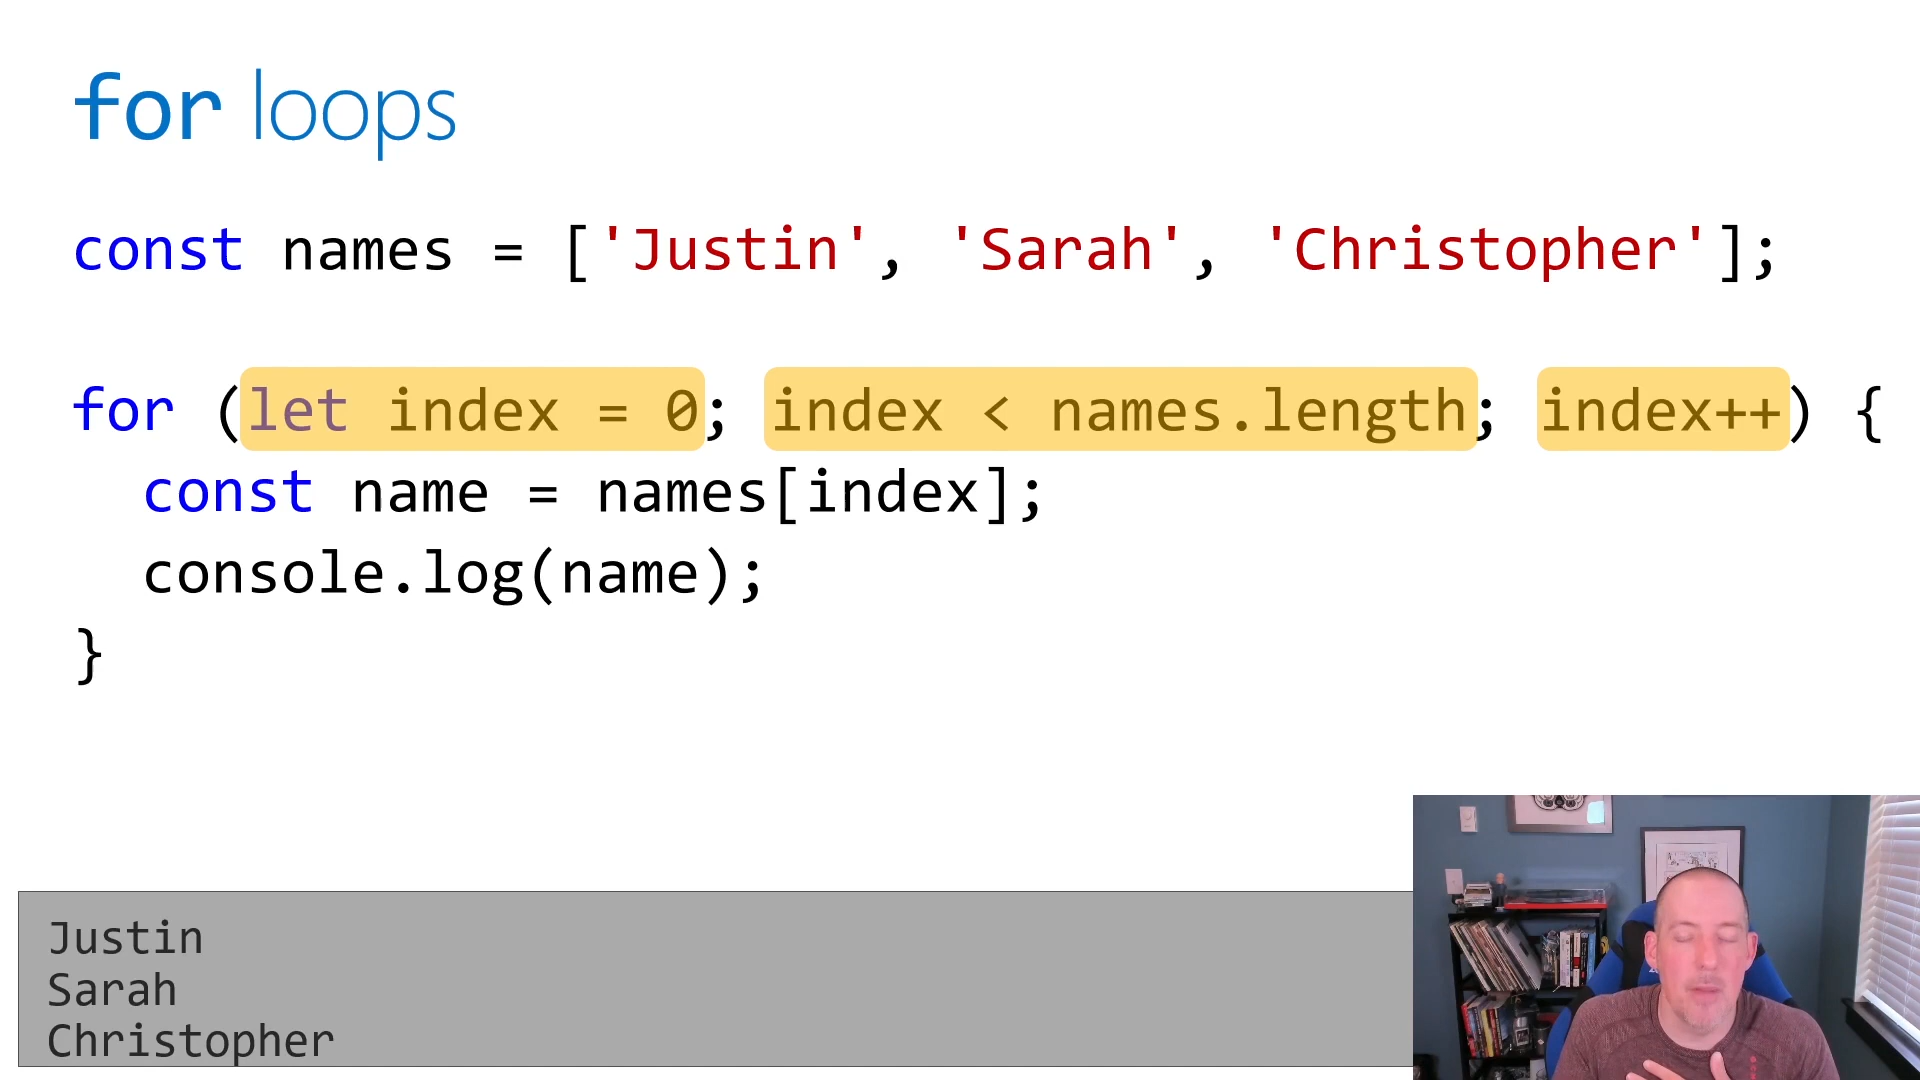 for loops
const names = ['Justin', 'Sarah', 'Christopher'];
for (let index = 0; index < names.length; index++) {
const name = names[index];
console.log(name);
}
Justin
Sarah
Christopher